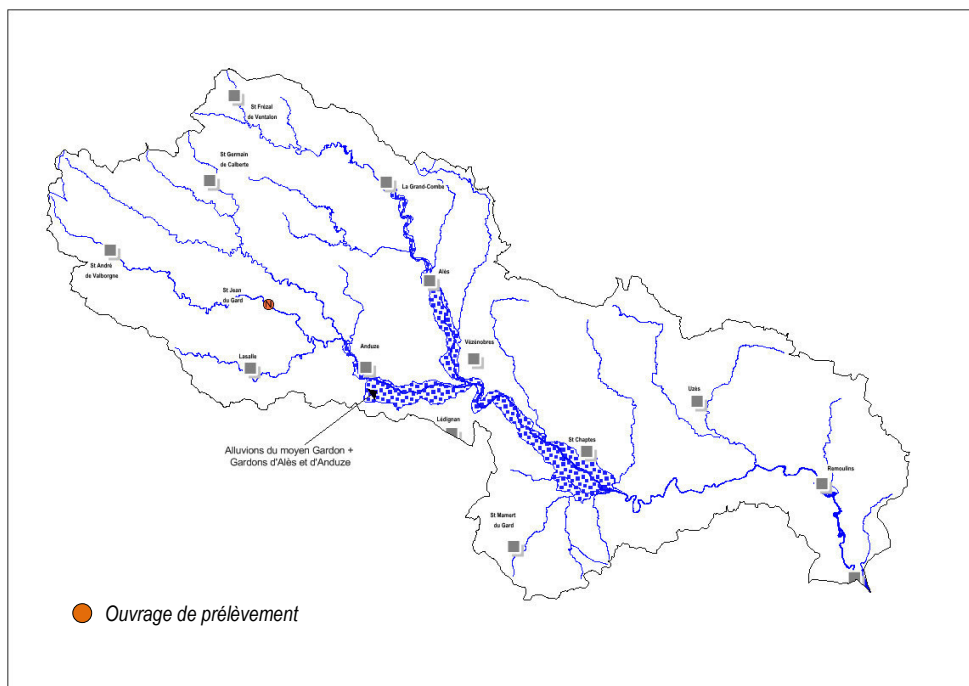 St Frézal
de Ventalon
St Germain
de Calberte
La Grand-Combe
St André
de Valborgne
Alès
St Jean
du Gard
N
Anduze
Vézénobres
Lasalle
Uzès
Lédignan
St Chaptes
Alluvions du moyen Gardon +
Gardons d'Alès et d'Anduze
Remoulins
St Mamert
du Gard
Ouvrage de prélèvement